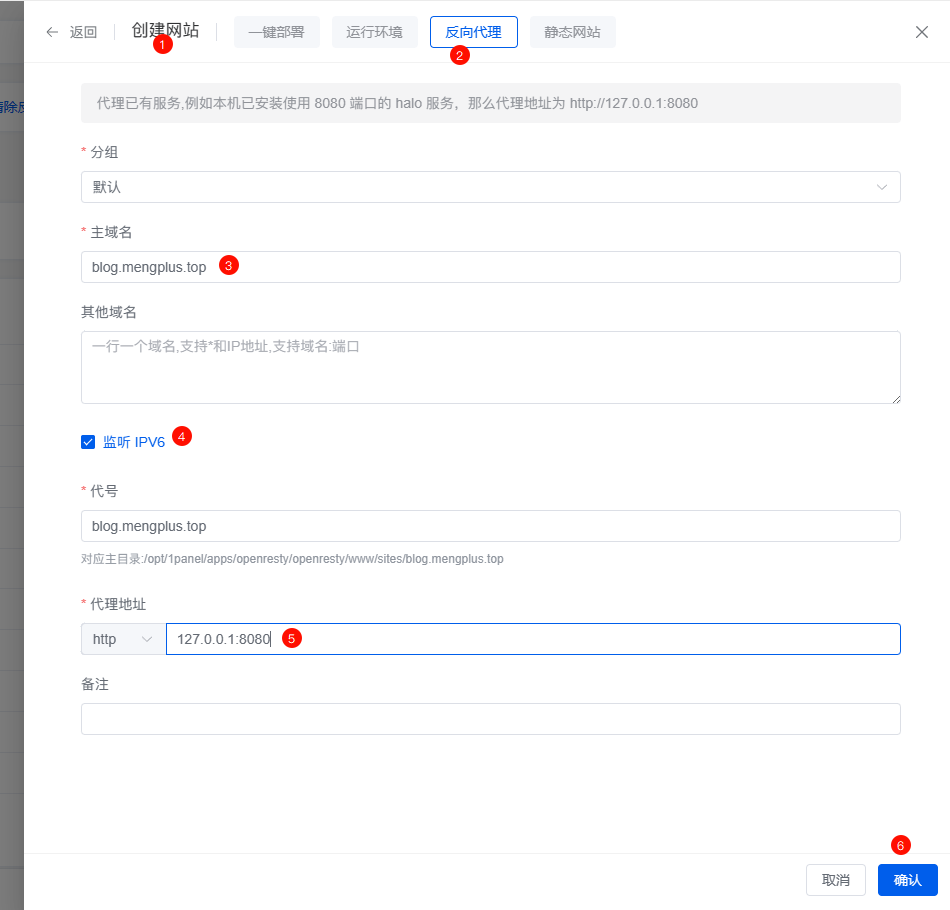 返回 创建网站 一键部署 运行环境 反向代理 静态网站
1
2
清除反
代理已有服务,例如本机已安装使用 8080 端口的 halo 服务，那么代理地址为 http://127.0.0.1:8080
* 分组
默认
* 主域名
blog.mengplus.top 3
其他域名
一行一个域名,支持*和IP地址,支持域名:端口
监听 IPV6 4
* 代号
blog.mengplus.top
对应主目录:/opt/1panel/apps/openresty/openresty/www/sites/blog.mengplus.top
* 代理地址
http 127.0.0.1:8080 5
备注
6
取消 确认